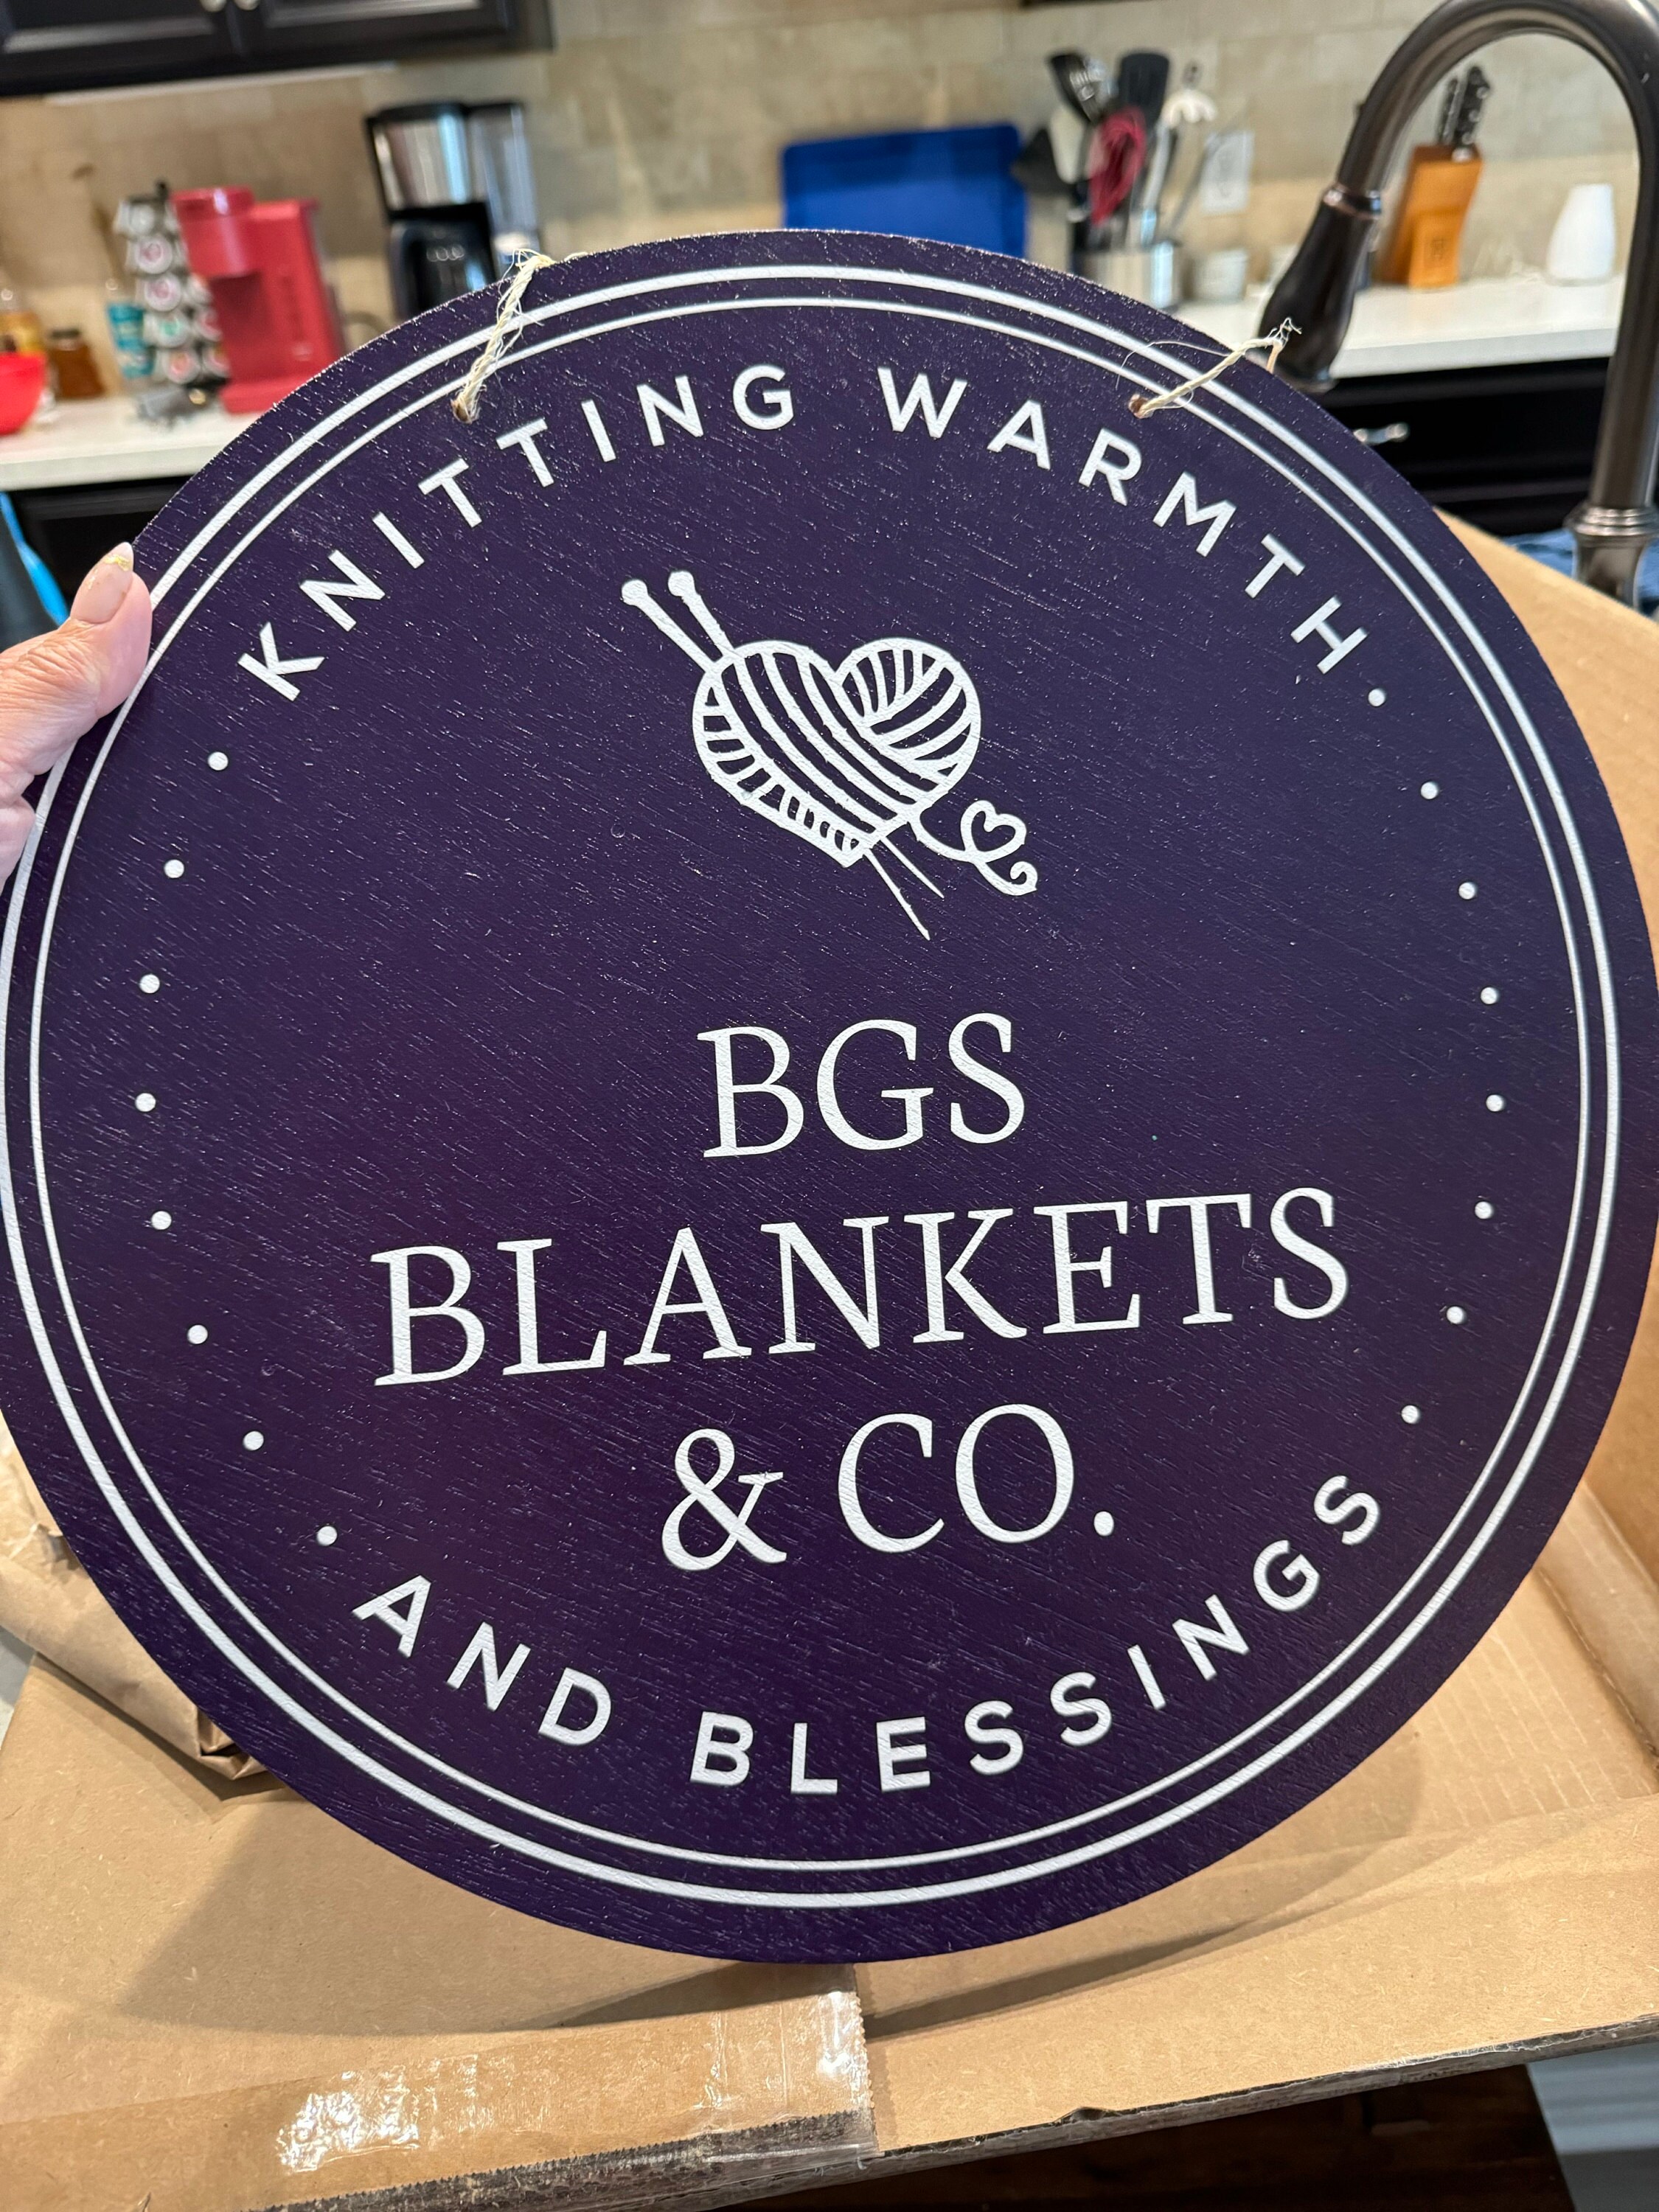 KNITTING WARMTH
BGS
BLANKETS
& CO.
AND BLESSINGS